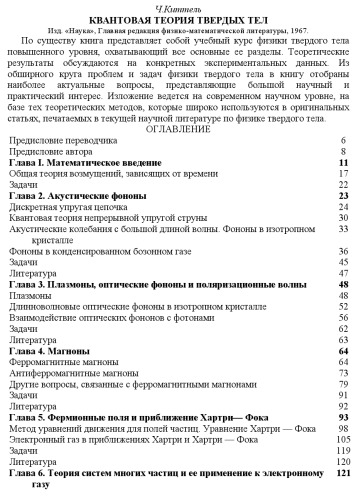 Ч.Киттель
КВАНТОВАЯ ТЕОРИЯ ТВЕРДЫХ ТЕЛ
Изд. «Наука», Главная редакция физико-математической литературы, 1967.
По существу книга представляет собой учебный курс физики твердого тела
повышенного уровня, охватывающий все основные ее разделы. Теоретические
результаты обсуждаются на конкретных экспериментальных данных. Из
обширного круга проблем и задач физики твердого тела в книгу отобраны
наиболее актуальные вопросы, представляющие большой научный и
практический интерес. Изложение ведется на современном научном уровне, на
базе тех теоретических методов, которые широко используются в оригинальных
статьях, печатаемых в текущей научной литературе по физике твердого тела.
ОГЛАВЛЕНИЕ
Предисловие переводчика 6
Предисловие автора 8
Глава I. Математическое введение 11
Общая теория возмущений, зависящих от времени 17
Задачи 22
Глава 2. Акустические фононы 23
Дискретная упругая цепочка 24
Квантовая теория непрерывной упругой струны 30
Акустические колебания с большой длиной волны. Фононы в изотропном 33
кристалле
Фононы в конденсированном бозонном газе 36
Задачи 45
Литература 47
Глава 3. Плазмоны, оптические фононы и поляризационные волны 48
Плазмоны 48
Длинноволновые оптические фононы в изотропном кристалле 52
Взаимодействие оптических фононов с фотонами 56
Задачи 62
Литература 63
Глава 4. Магноны 64
Ферромагнитные магноны 64
Антиферромагнитные магноны 73
Другие вопросы, связанные с ферромагнитными магнонами 79
Задачи 91
Литература 92
Глава 5. Фермионные поля и приближение Хартри— Фока 93
Метод уравнений движения для полей частиц. Уравнение Хартри — Фока 98
Электронный газ в приближениях Хартри и Хартри — Фока 105
Задачи 119
Литература 120
Глава 6. Теория систем многих частиц и ее применение к электронному 121
газу